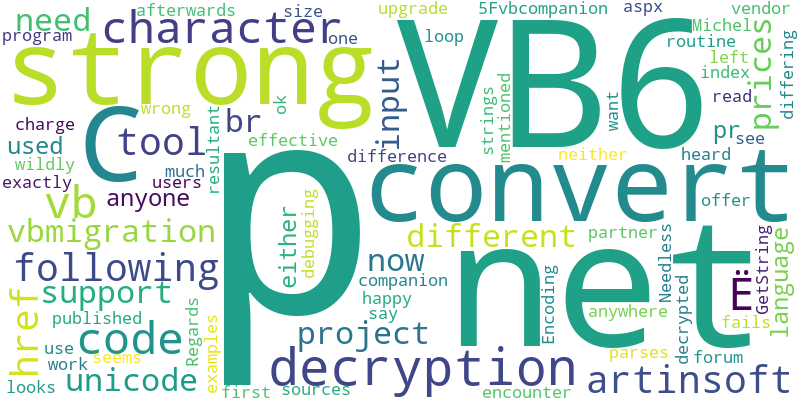 afterwards size upgrade 5Fvbcompanion aspx vendor
need character
program one loop Michel
routine
strong VB6 prices differing
left
index
ok input strings mentioned want read
wrong
charge C tool br resultant effective pr see
used
wildly much difference neither heard
exactly users
vb anyone convert offer
vbmigration either debugging different partner language
following now net anywhere Needless GetString
companion Encoding Ë
href support happy decrypted
published say fails
code Regards project
use seems examples parses forum
looks work unicode first decryption encounter artinsoft
sources
p